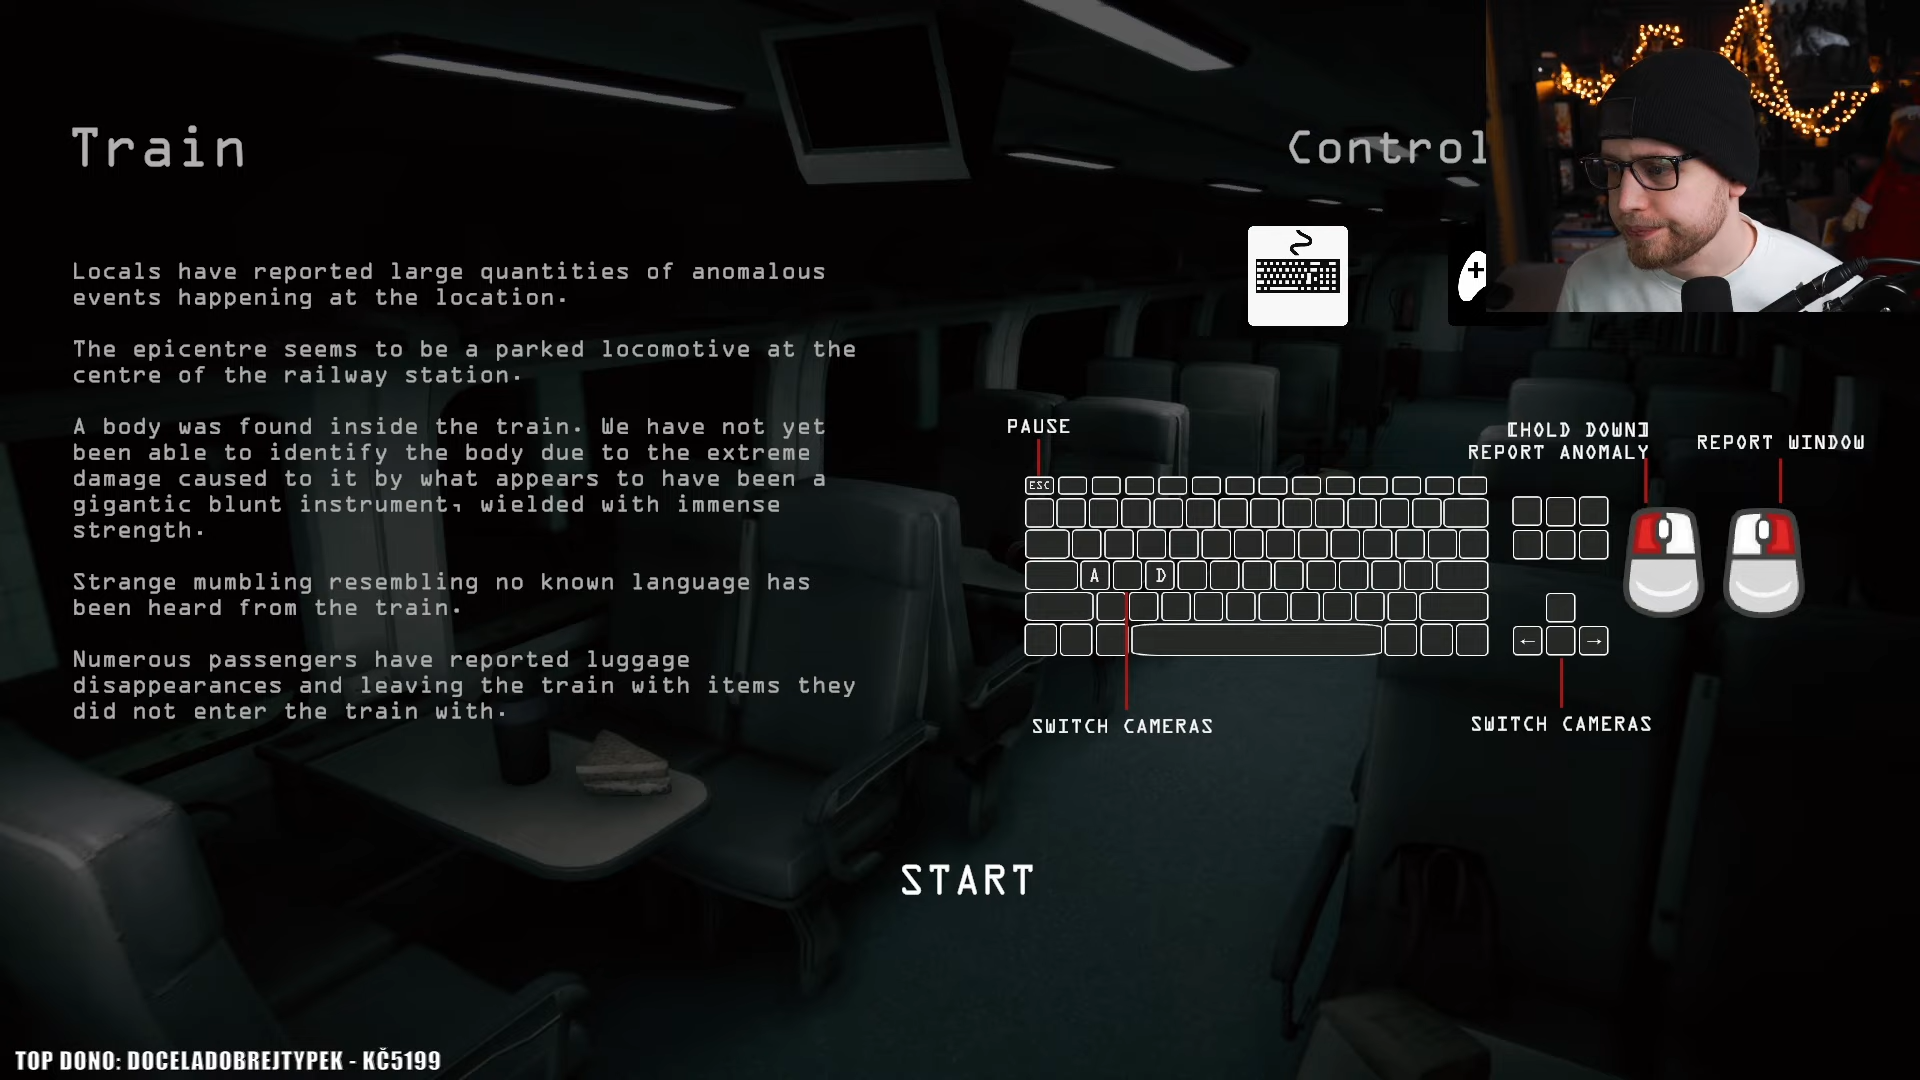 Train
Locals have reported large quantities of anomalous
events happening at the location.
The epicentre seems to be a parked locomotive at the
centre of the railway station.
A body was found inside the train. We have not yet
been able to identify the body due to the extreme
damage caused to it by what appears to have been a
gigantic blunt instrument, wielded with immense
strength.
Strange mumbling resembling no known language has
been heard from the train.
Numerous passengers have reported luggage
disappearances and leaving the train with items they
did not enter the train with.
Control
PAUSE
[HOLD DOWN]
REPORT ANOMALY
REPORT WINDOW
ESC
A D
← →
SWITCH CAMERAS
SWITCH CAMERAS
START
TOP DONO: DOCELADOBREJTYPEK - KČ5199